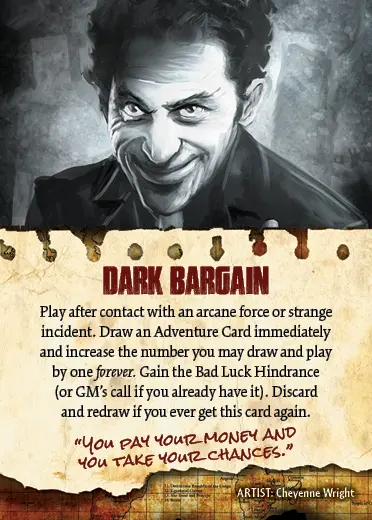 DARK BARGAIN
Play after contact with an arcane force or strange
incident. Draw an Adventure Card immediately
and increase the number you may draw and play
by one forever. Gain the Bad Luck Hindrance
(or GM's call if you already have it). Discard
and redraw if you ever get this card again.
“YOU PAY YOUR MONEY AND
YOU TAKE YOUR CHANCES.”
ARTIST: Cheyenne Wright